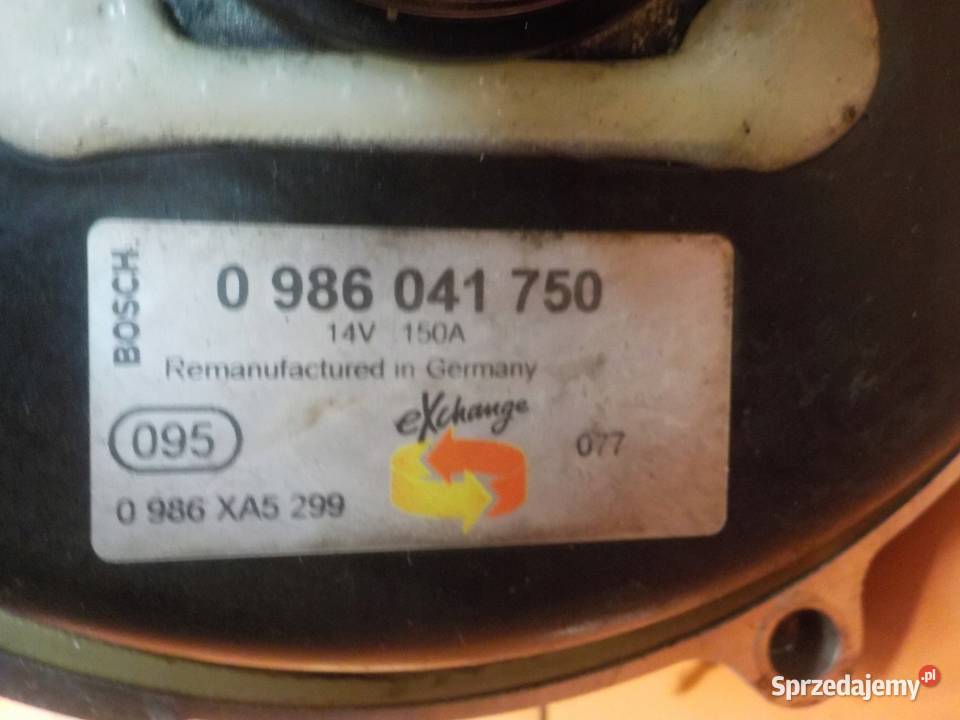 BOSCH.
0 986 041 750
14V 150A
Remanufactured in Germany
eXchange
095
077
0 986 XA5 299
Sprzedajemy.pl